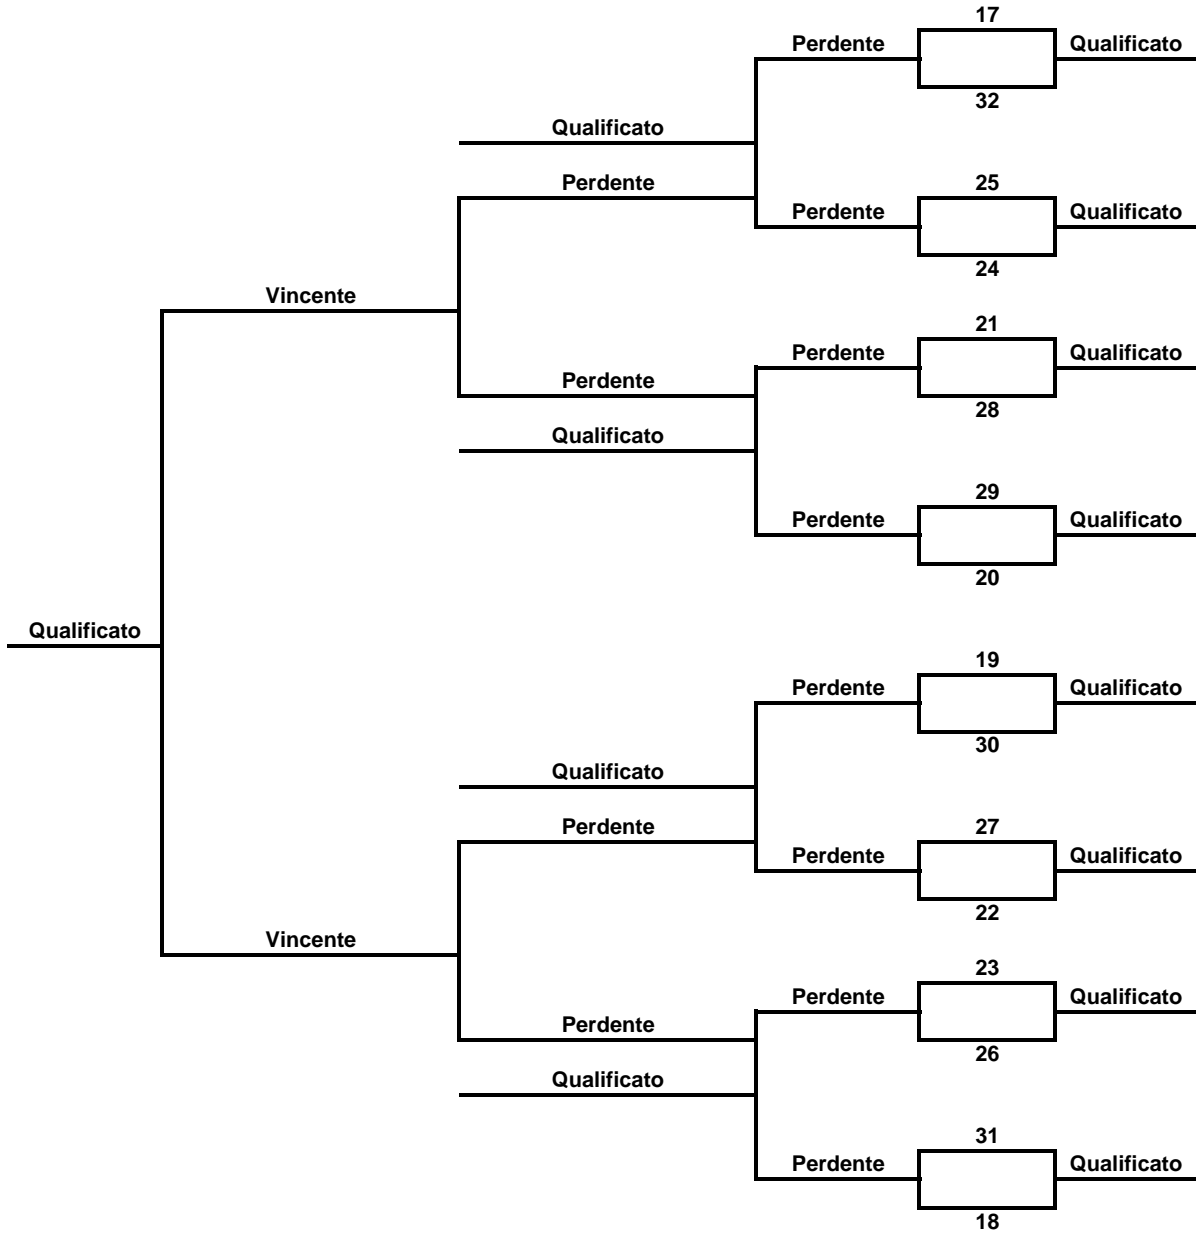 17
Perdente
Qualificato
32
Qualificato
Perdente
25
Perdente
Qualificato
24
Vincente
21
Perdente
Qualificato
28
Perdente
Qualificato
29
Perdente
Qualificato
20
Qualificato
19
Perdente
Qualificato
30
Qualificato
Perdente
27
Perdente
Qualificato
22
Vincente
23
Perdente
Qualificato
26
Perdente
Qualificato
31
Perdente
Qualificato
18